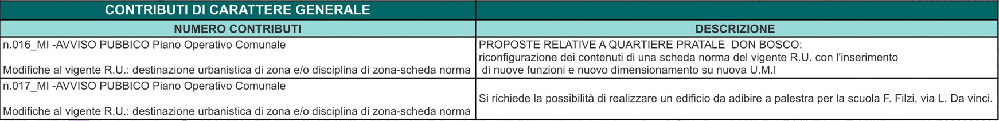 CONTRIBUTI DI CARATTERE GENERALE
NUMERO CONTRIBUTI
DESCRIZIONE
n.016_MI -AVVISO PUBBICO Piano Operativo Comunale
Modifiche al vigente R.U.: destinazione urbanistica di zona e/o disciplina di zona-scheda norma
PROPOSTE RELATIVE A QUARTIERE PRATALE  DON BOSCO:
riconfigurazione dei contenuti di una scheda norma del vigente R.U. con l'inserimento
di nuove funzioni e nuovo dimensionamento su nuova U.M.I
n.017_MI -AVVISO PUBBICO Piano Operativo Comunale
Modifiche al vigente R.U.: destinazione urbanistica di zona e/o disciplina di zona-scheda norma
Si richiede la possibilità di realizzare un edificio da adibire a palestra per la scuola F. Filzi, via L. Da vinci.